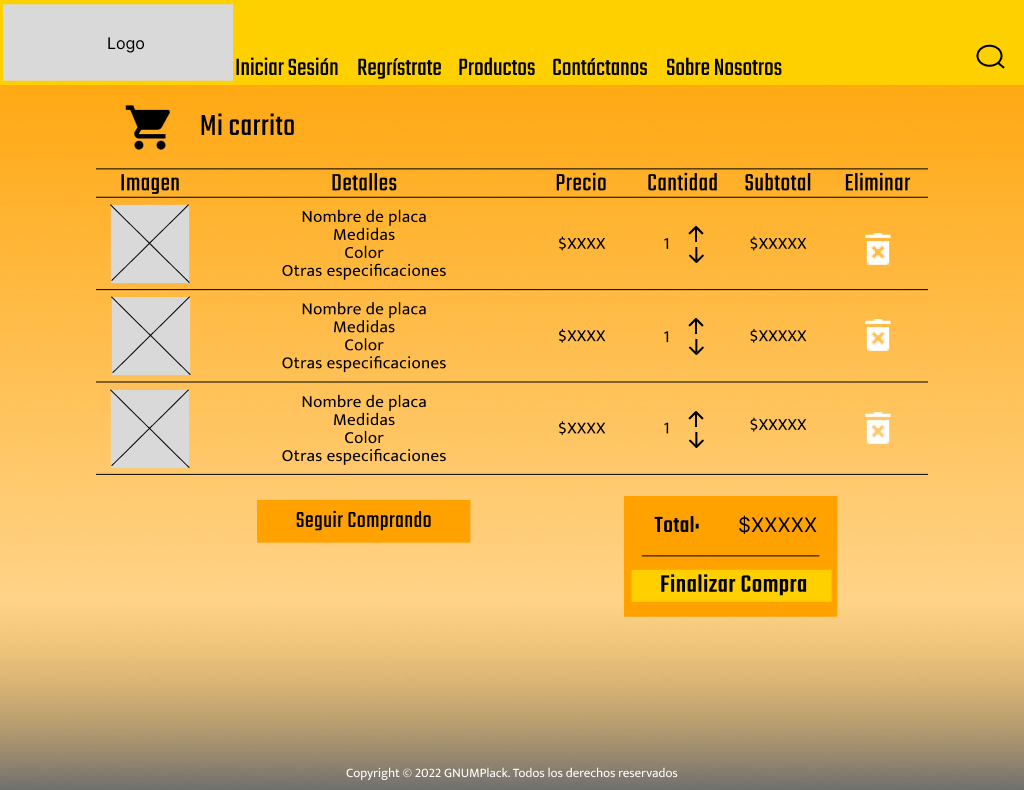 Logo
Iniciar Sesión Regrístrate Productos Contáctanos Sobre Nosotros
Mi carrito
Imagen Detalles Precio Cantidad Subtotal Eliminar
Nombre de placa
Medidas
Color
Otras especificaciones
$XXXX 1 $XXXXX
Nombre de placa
Medidas
Color
Otras especificaciones
$XXXX 1 $XXXXX
Nombre de placa
Medidas
Color
Otras especificaciones
$XXXX 1 $XXXXX
Seguir Comprando
Total: $XXXXX
Finalizar Compra
Copyright © 2022 GNUMPlack. Todos los derechos reservados